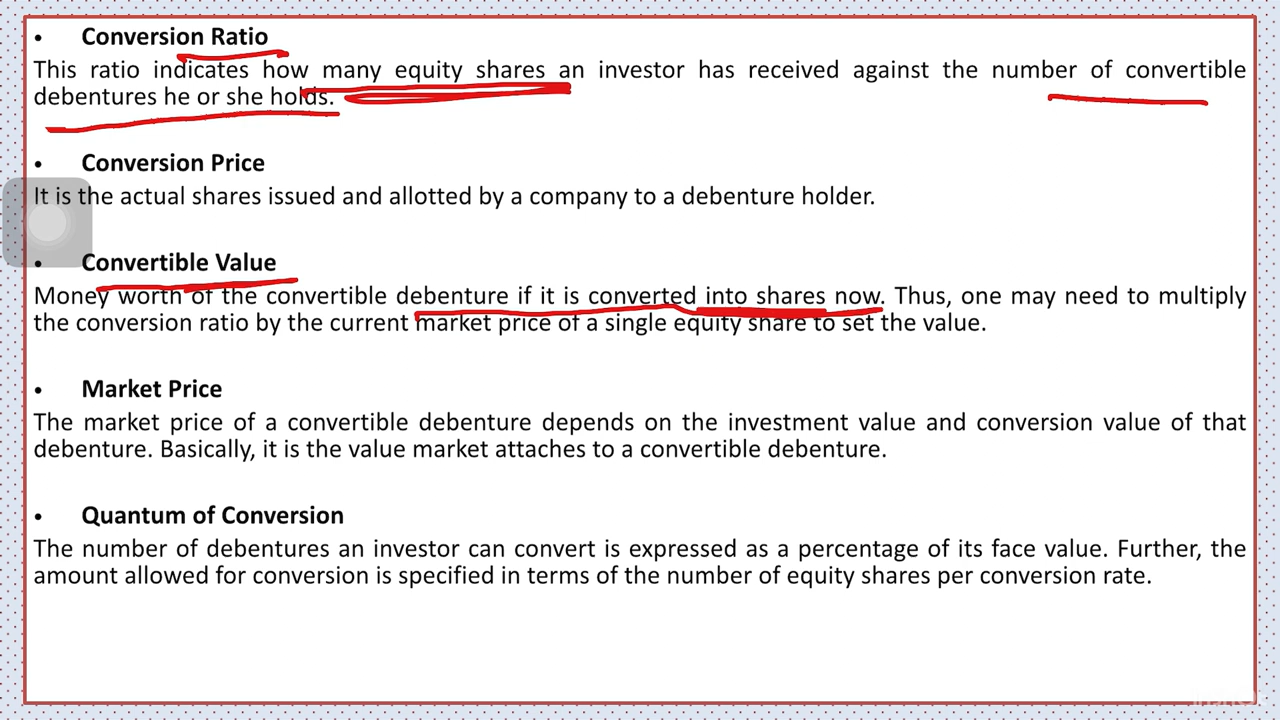 • Conversion Ratio
This ratio indicates how many equity shares an investor has received against the number of convertible
debentures he or she holds.
• Conversion Price
It is the actual shares issued and allotted by a company to a debenture holder.
• Convertible Value
Money worth of the convertible debenture if it is converted into shares now. Thus, one may need to multiply
the conversion ratio by the current market price of a single equity share to set the value.
• Market Price
The market price of a convertible debenture depends on the investment value and conversion value of that
debenture. Basically, it is the value market attaches to a convertible debenture.
• Quantum of Conversion
The number of debentures an investor can convert is expressed as a percentage of its face value. Further, the
amount allowed for conversion is specified in terms of the number of equity shares per conversion rate.